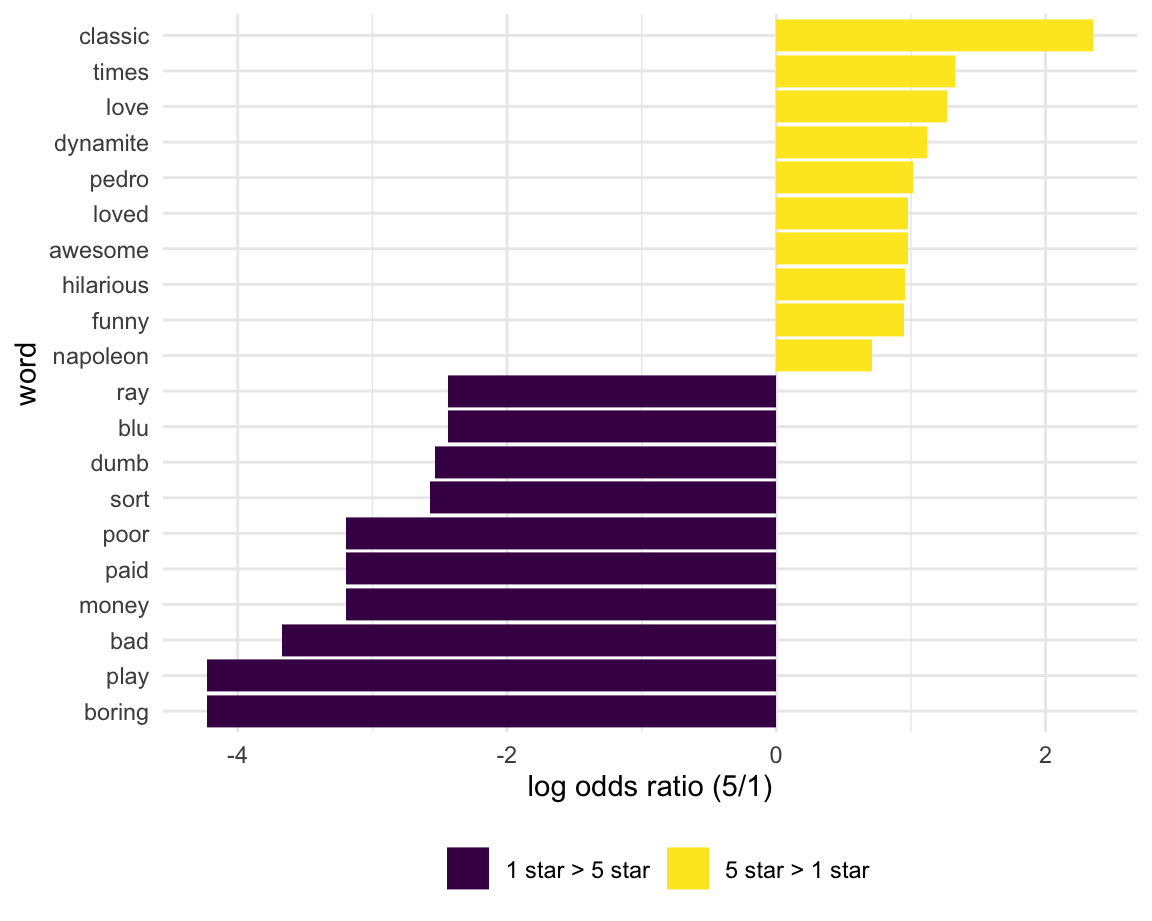 classic
times
love
dynamite
pedro
loved
awesome
hilarious
funny
napoleon
ray
blu
dumb
sort
poor
paid
money
bad
play
boring
word
-4 -2 0 2
log odds ratio (5/1)
1 star > 5 star 5 star > 1 star